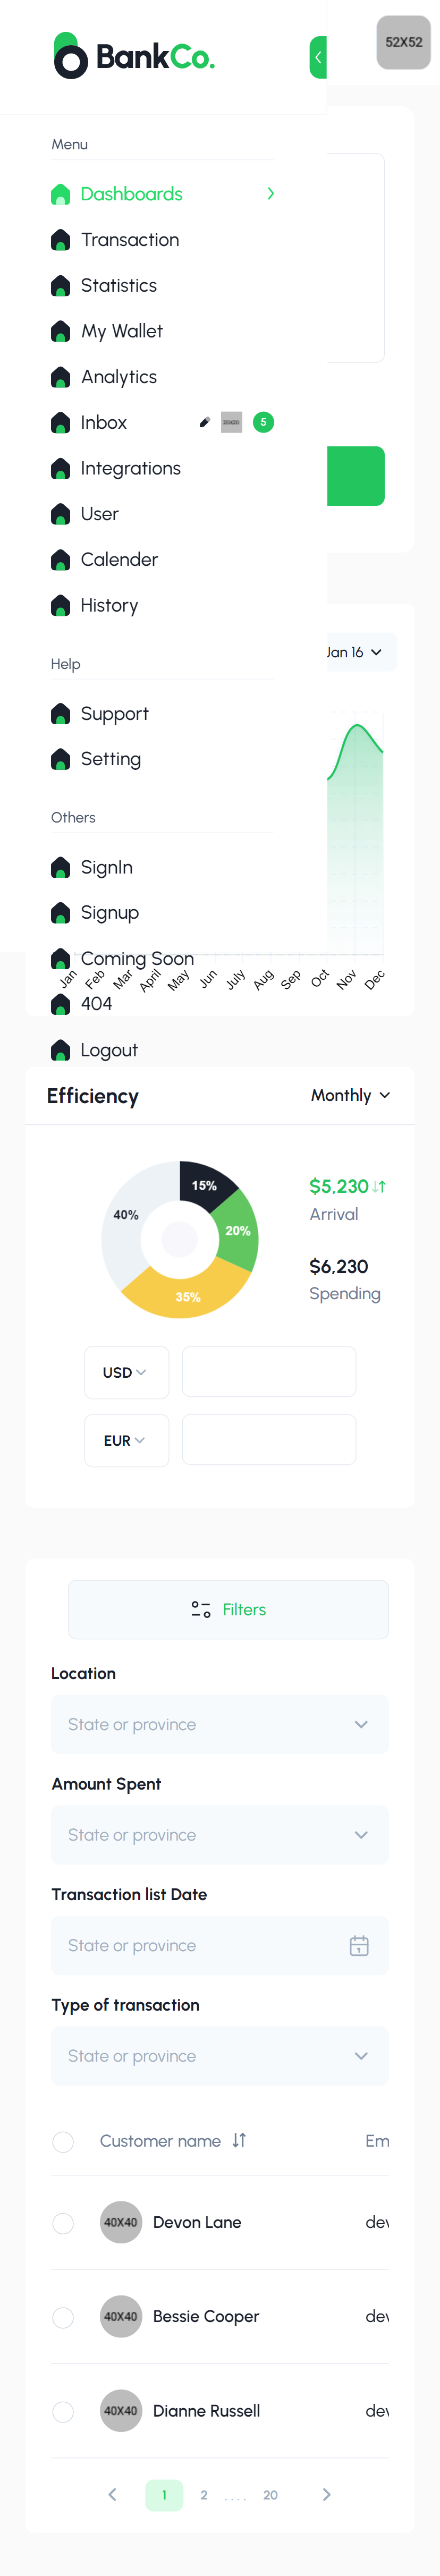 BankCo.
52X52
Menu
Dashboards
Transaction
Statistics
My Wallet
Analytics
Inbox 5
Integrations
User
Calender
History
Jan 16
Help
Support
Setting
Others
SignIn
Signup
Coming Soon
Jan Feb Mar April May Jun July Aug Sep Oct Nov Dec
404
Logout
Efficiency Monthly
15%
40%
20%
35%
$5,230
Arrival
$6,230
Spending
USD
EUR
Filters
Location
State or province
Amount Spent
State or province
Transaction list Date
State or province
Type of transaction
State or province
Customer name Em
40X40 Devon Lane dev
40X40 Bessie Cooper dev
40X40 Dianne Russell dev
1 2 .... 20